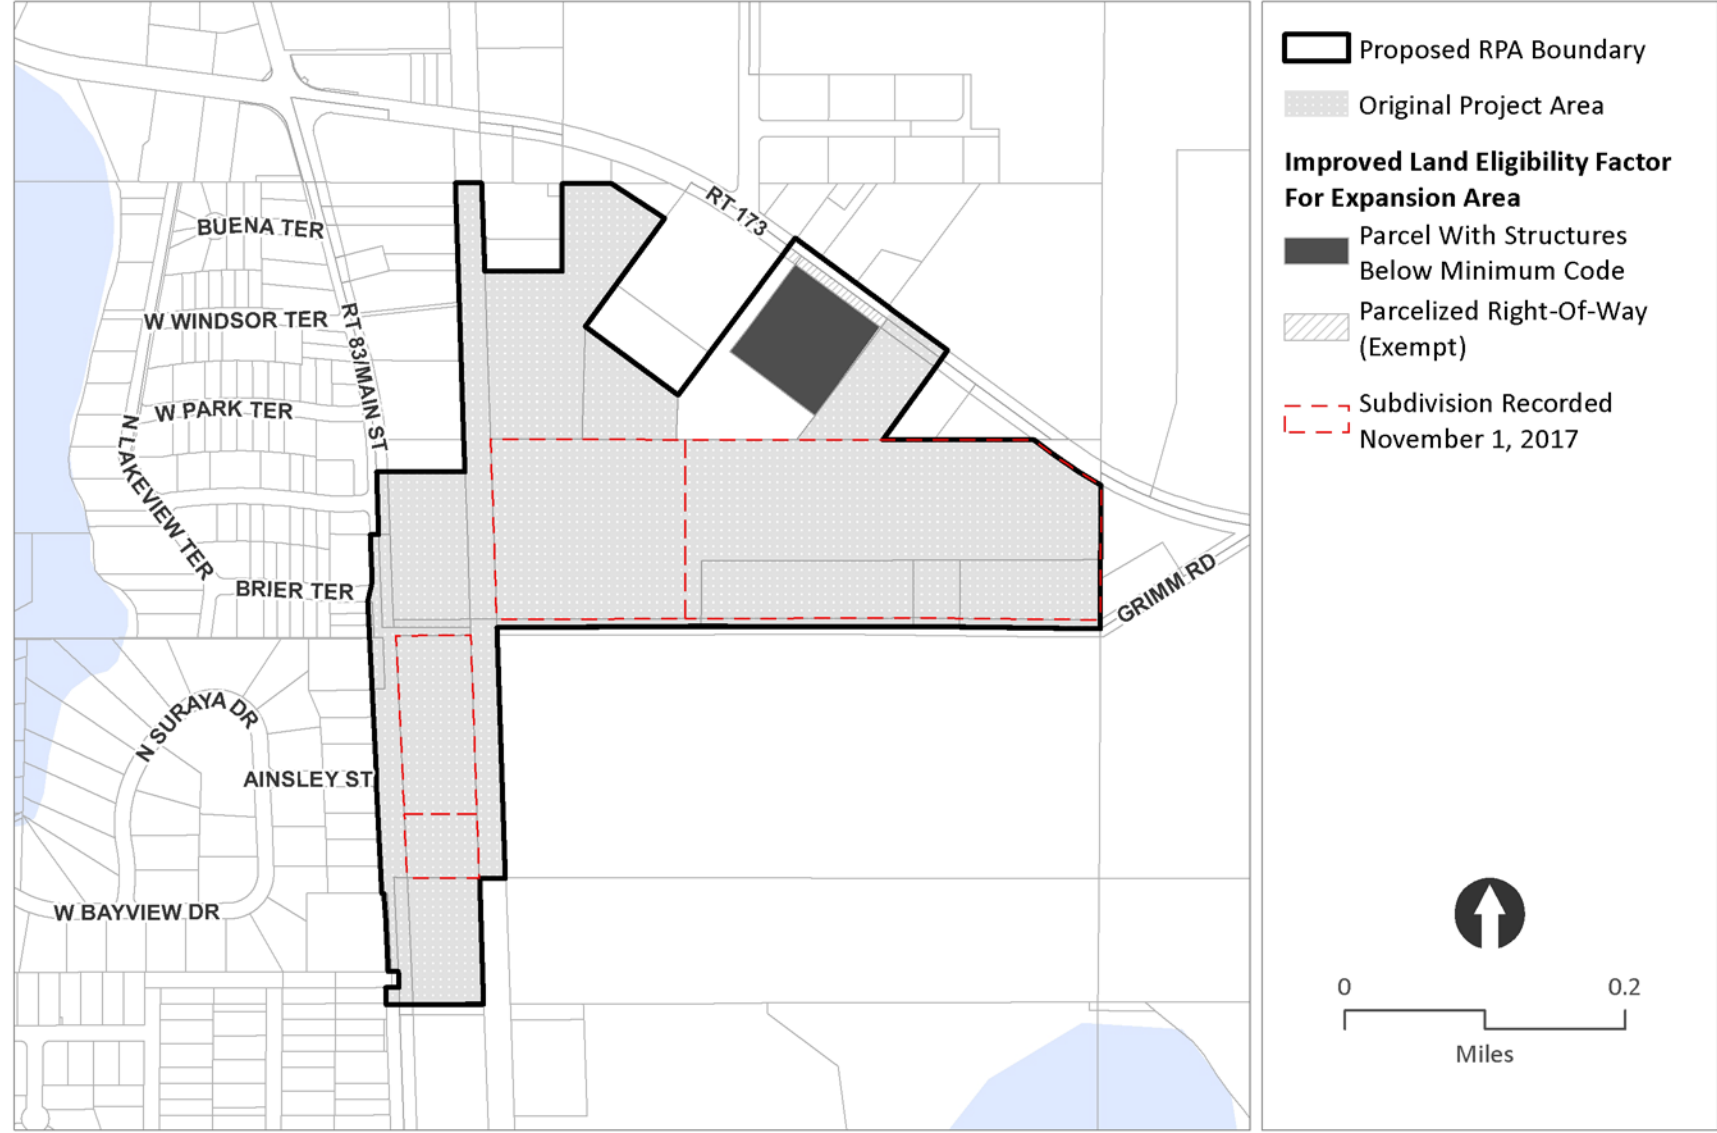 RT 173
BUENA TER
W WINDSOR TER
RT 83/MAIN ST
W PARK TER
N LAKEVIEW TER
BRIER TER
GRIMM RD
N SURAYA DR
AINSLEY ST
W BAYVIEW DR
Proposed RPA Boundary
Original Project Area
Improved Land Eligibility Factor
For Expansion Area
Parcel With Structures
Below Minimum Code
Parcelized Right-Of-Way
(Exempt)
Subdivision Recorded
November 1, 2017
0 0.2
Miles